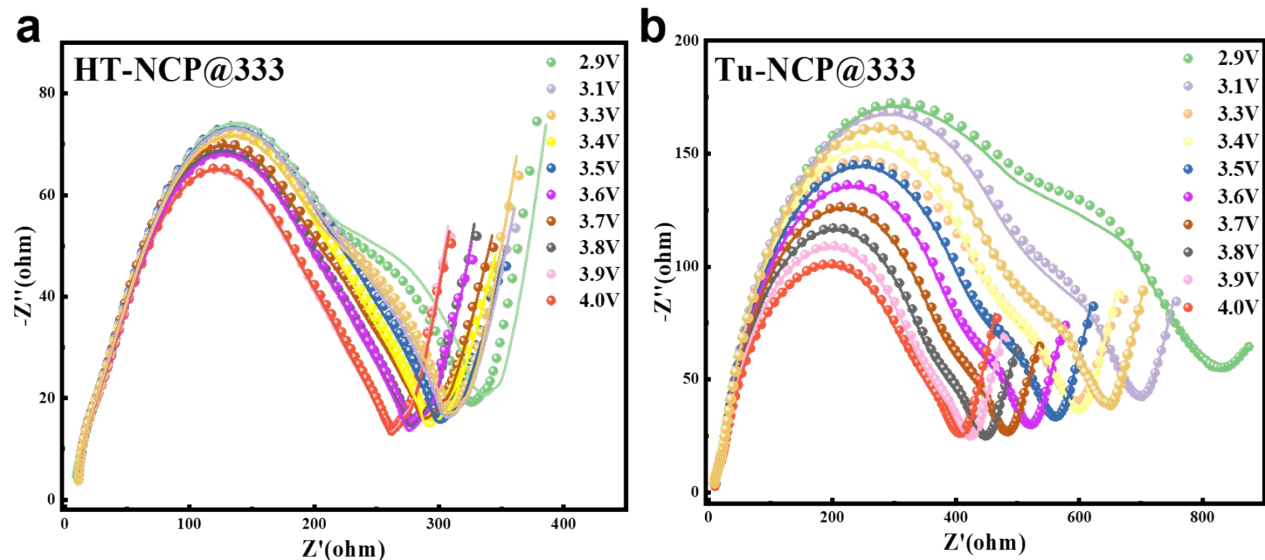 a
HT-NCP@333
2.9V
3.1V
3.3V
3.4V
3.5V
3.6V
3.7V
3.8V
3.9V
4.0V
80
60
40
20
0
-Z''(ohm)
0 100 200 300 400
Z'(ohm)
b
Tu-NCP@333
2.9V
3.1V
3.3V
3.4V
3.5V
3.6V
3.7V
3.8V
3.9V
4.0V
200
150
100
50
0
-Z''(ohm)
0 200 400 600 800
Z'(ohm)